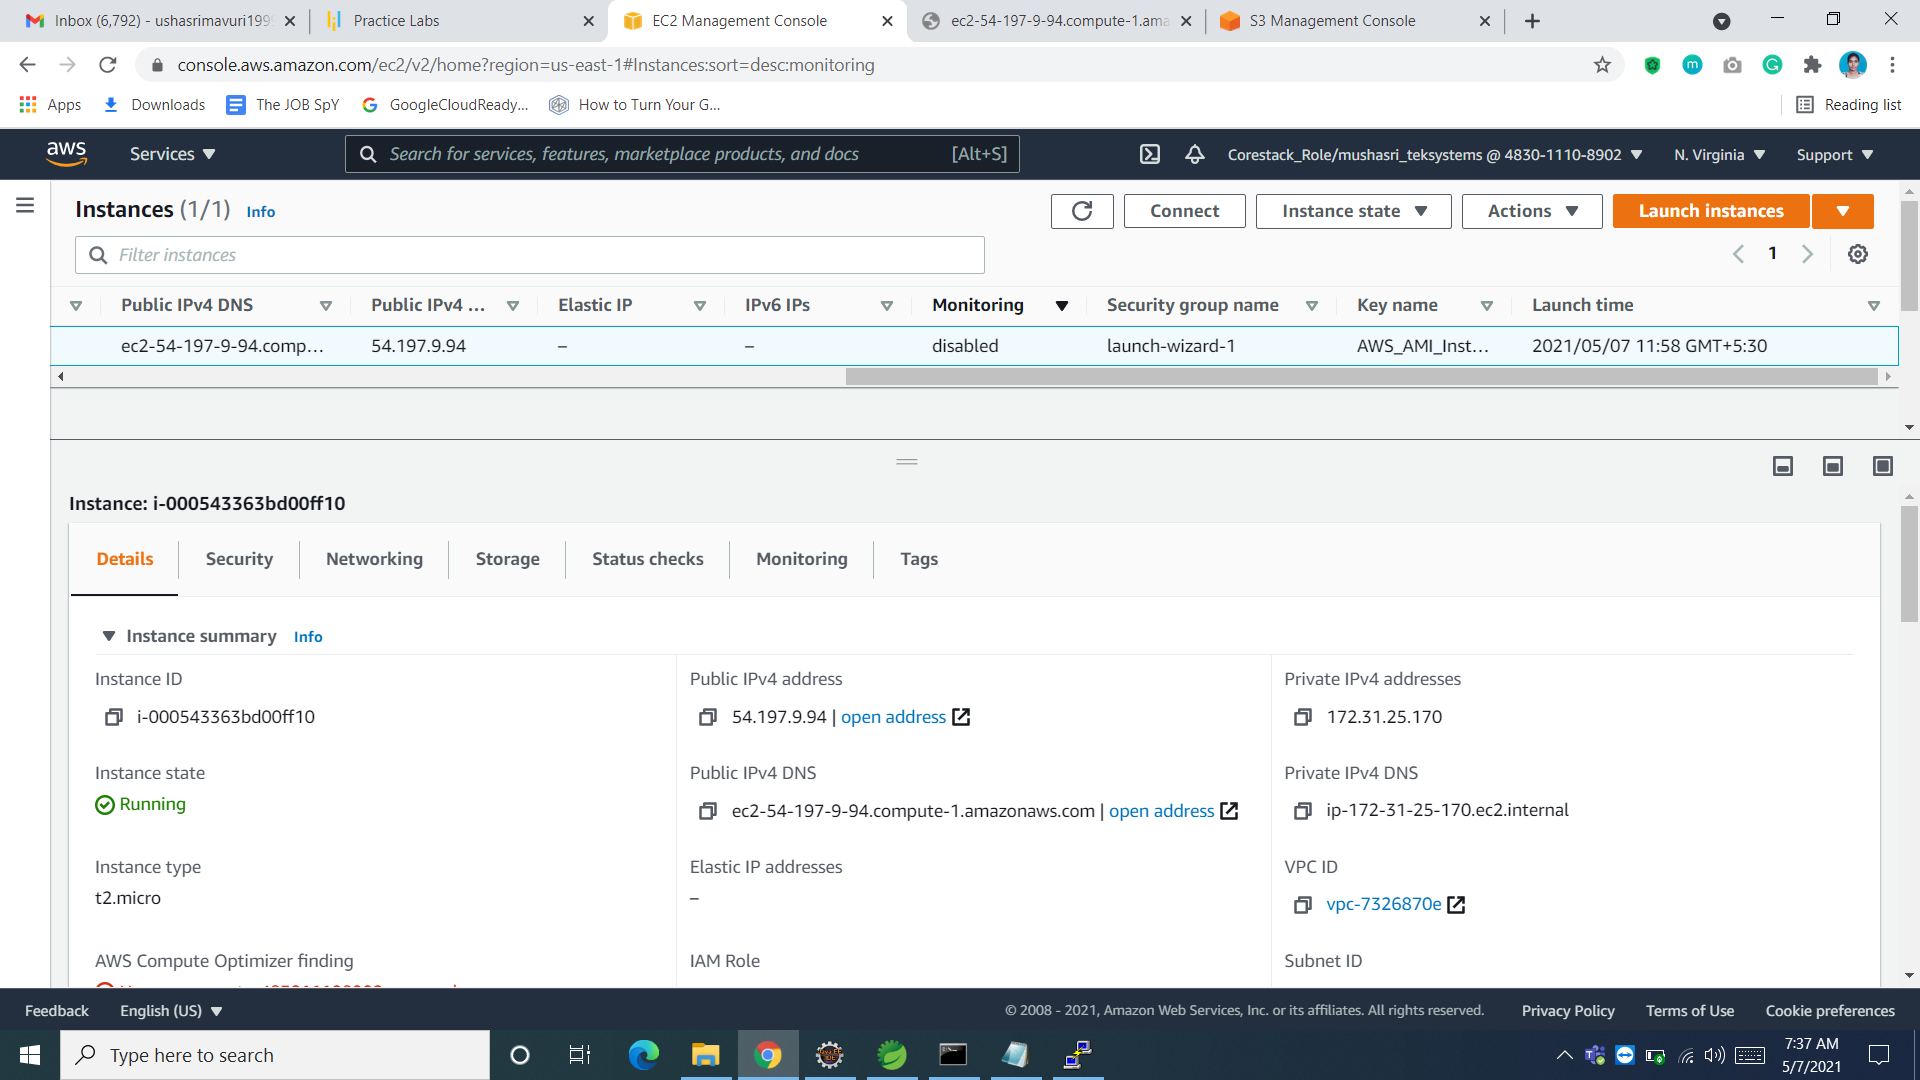 Inbox (6,792) - ushasrimavuri199
Practice Labs
EC2 Management Console
ec2-54-197-9-94.compute-1.ama
S3 Management Console
console.aws.amazon.com/ec2/v2/home?region=us-east-1#Instances:sort=desc:monitoring
Apps
Downloads
The JOB SpY
GoogleCloudReady...
How to Turn Your G...
Reading list
aws
Services
Search for services, features, marketplace products, and docs
[Alt+S]
Corestack_Role/mushasri_teksystems @ 4830-1110-8902
N. Virginia
Support
Instances (1/1) Info
Connect
Instance state
Actions
Launch instances
Filter instances
1
Public IPv4 DNS
Public IPv4 ...
Elastic IP
IPv6 IPs
Monitoring
Security group name
Key name
Launch time
ec2-54-197-9-94.comp...
54.197.9.94
–
–
disabled
launch-wizard-1
AWS_AMI_Inst...
2021/05/07 11:58 GMT+5:30
Instance: i-000543363bd00ff10
Details
Security
Networking
Storage
Status checks
Monitoring
Tags
Instance summary Info
Instance ID
i-000543363bd00ff10
Public IPv4 address
54.197.9.94 | open address
Private IPv4 addresses
172.31.25.170
Instance state
Running
Public IPv4 DNS
ec2-54-197-9-94.compute-1.amazonaws.com | open address
Private IPv4 DNS
ip-172-31-25-170.ec2.internal
Instance type
t2.micro
Elastic IP addresses
–
VPC ID
vpc-7326870e
AWS Compute Optimizer finding
IAM Role
Subnet ID
Feedback
English (US)
© 2008 - 2021, Amazon Web Services, Inc. or its affiliates. All rights reserved.
Privacy Policy
Terms of Use
Cookie preferences
Type here to search
7:37 AM
5/7/2021